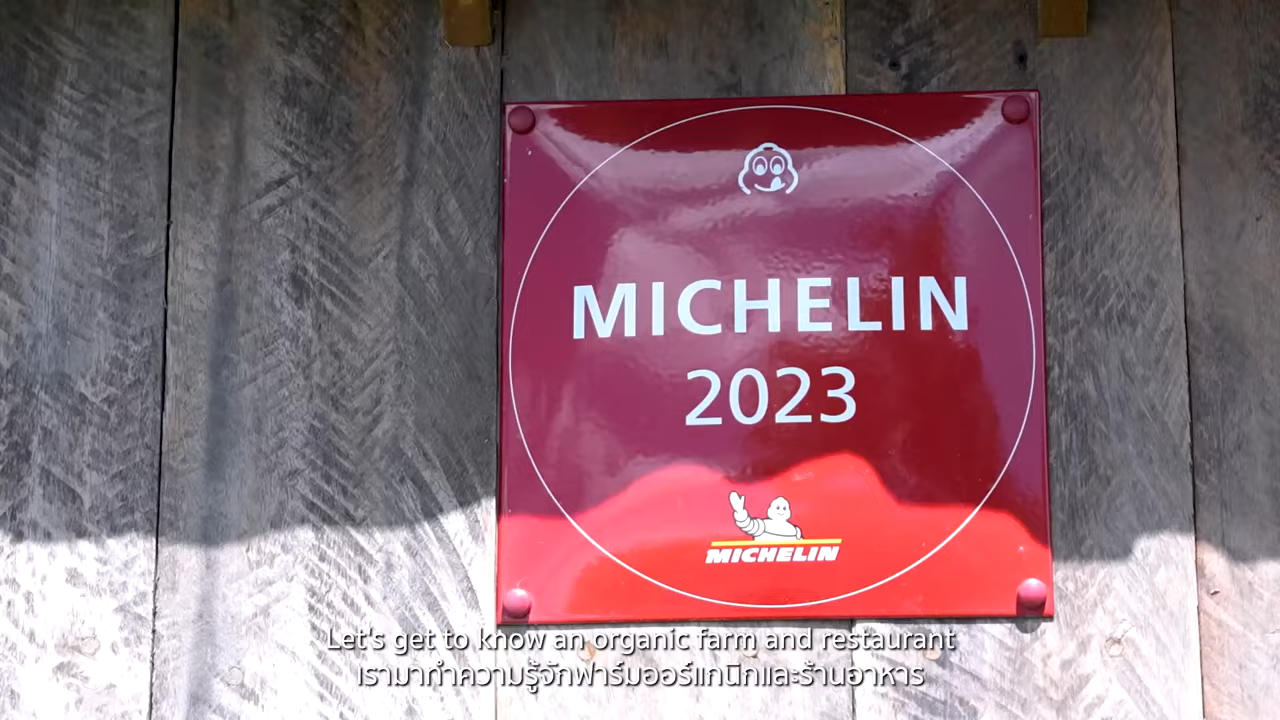 MICHELIN
2023
MICHELIN
Let's get to know an organic farm and restaurant
เรามาทำความรู้จักฟาร์มออร์แกนิกและร้านอาหาร